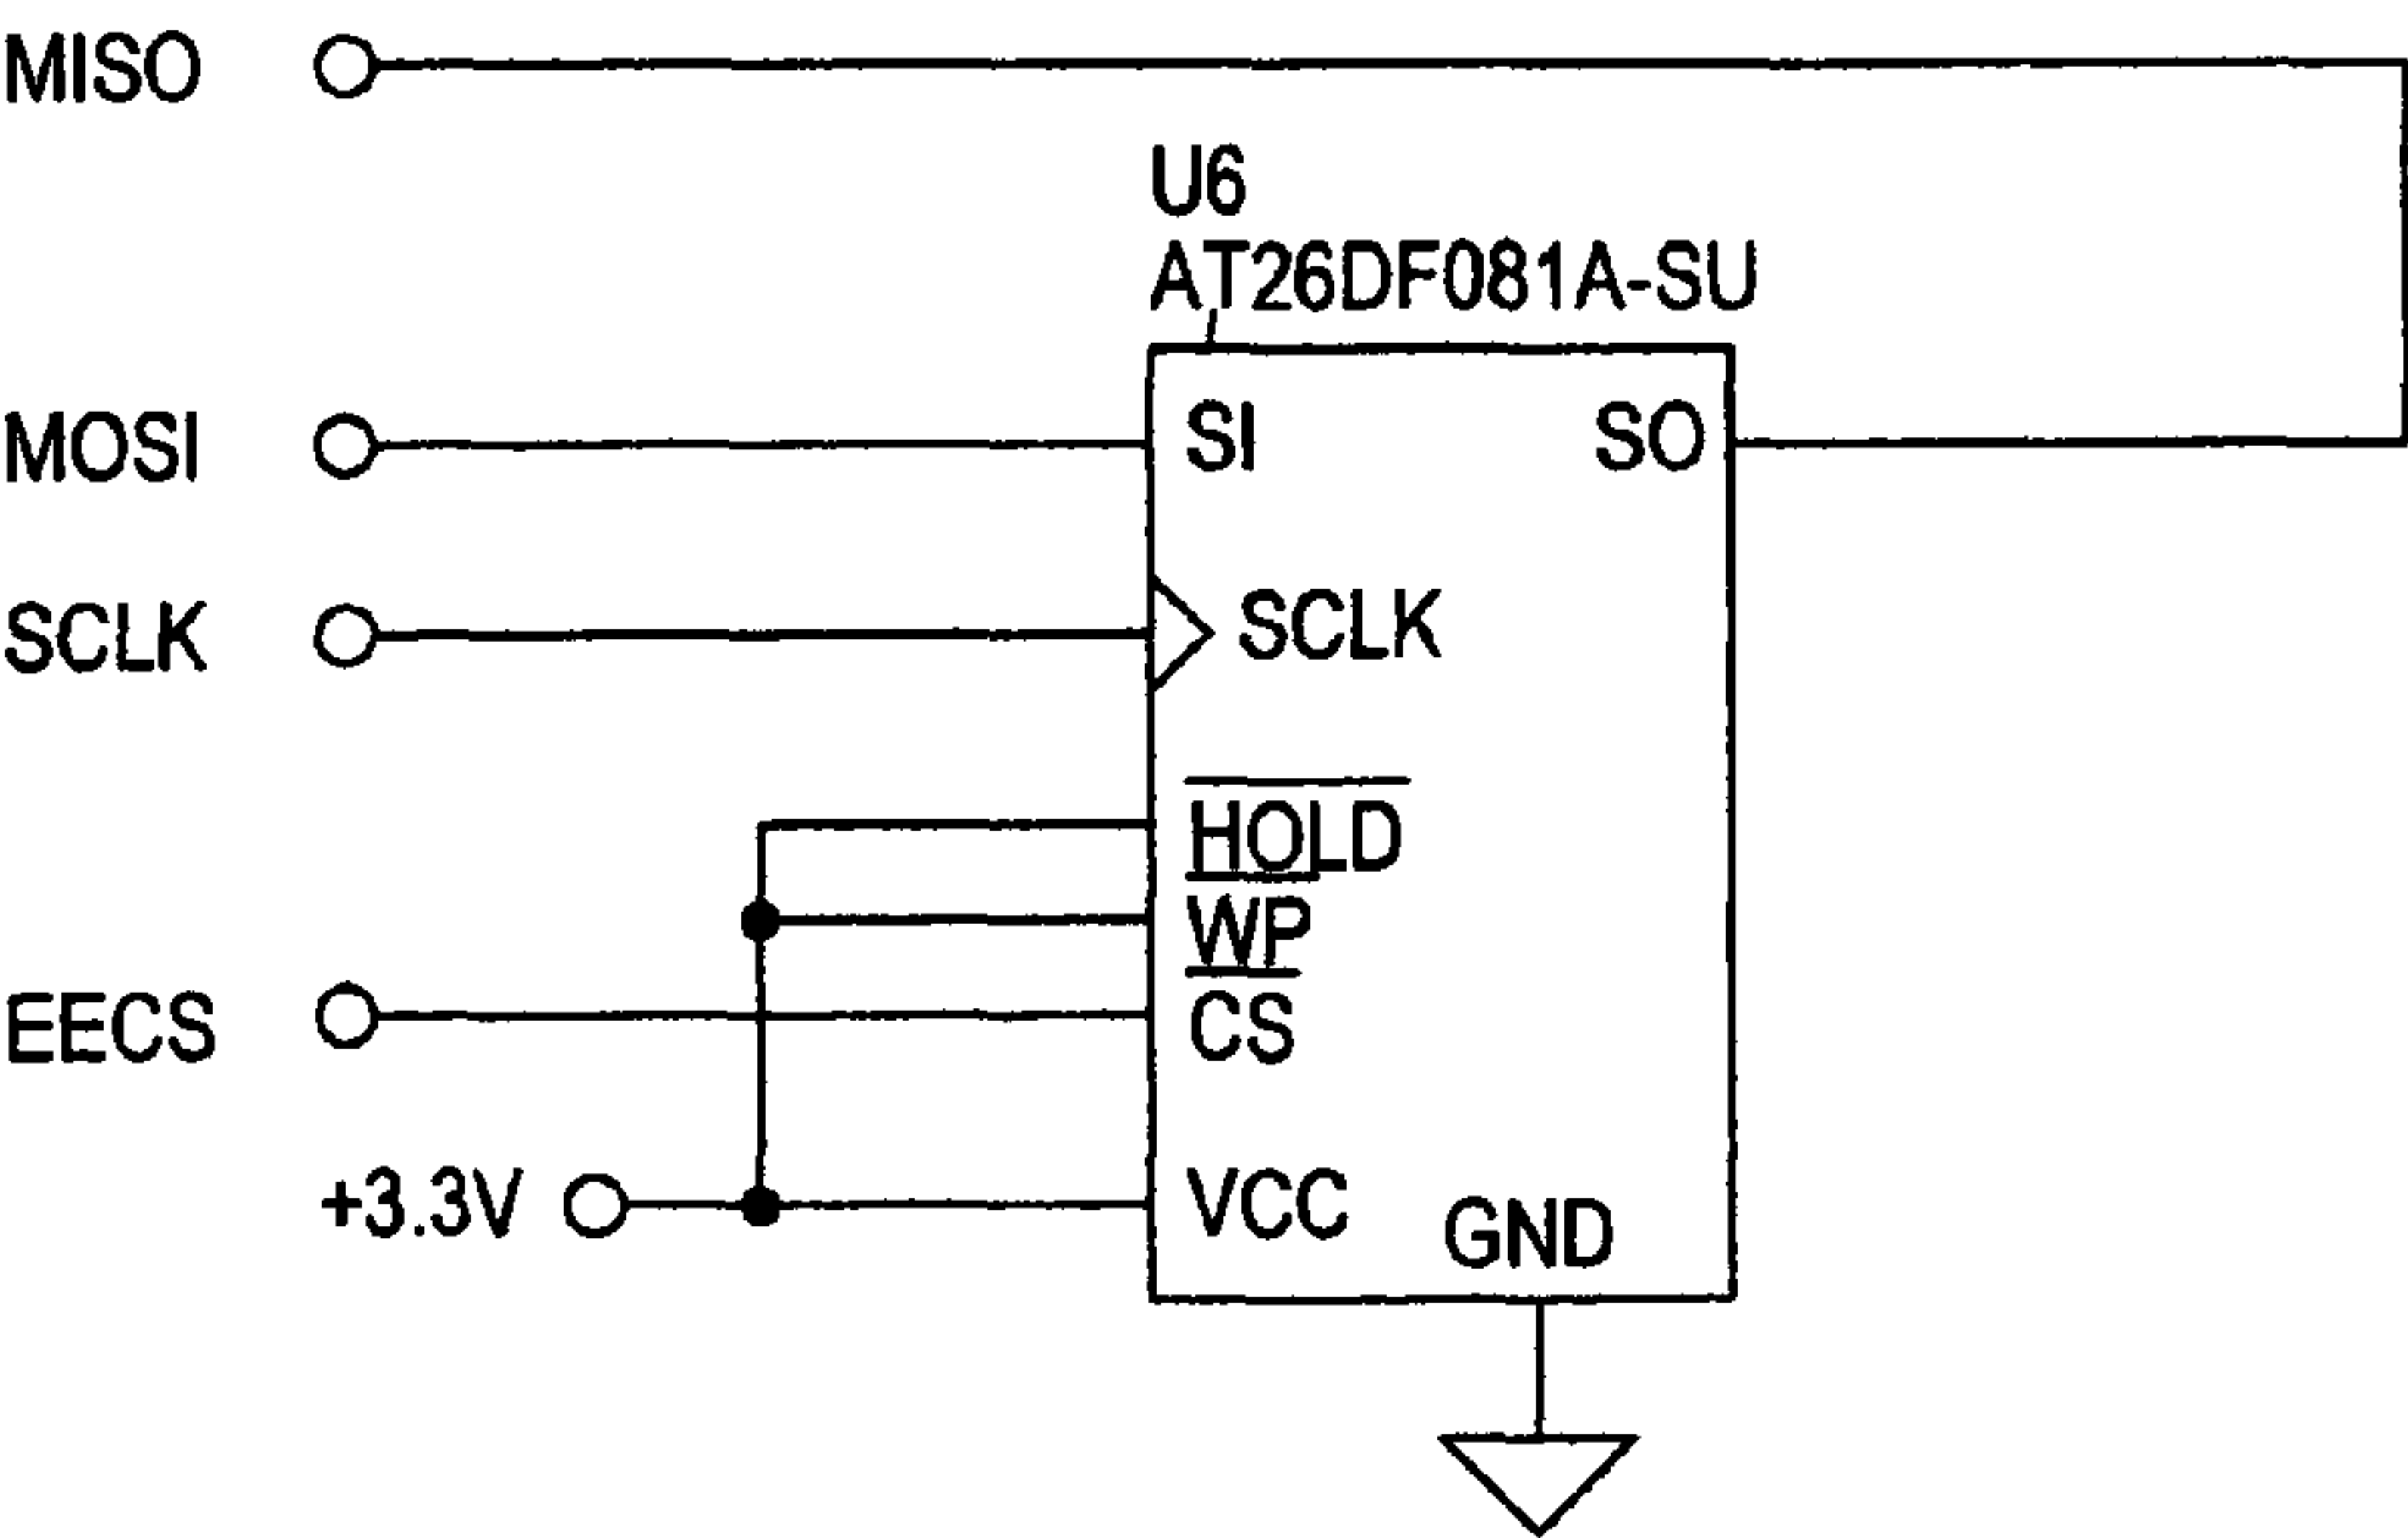 MISO
U6
AT26DF081A-SU
MOSI
SI
SO
SCLK
SCLK
HOLD
WP
EECS
CS
+3.3V
VCC
GND